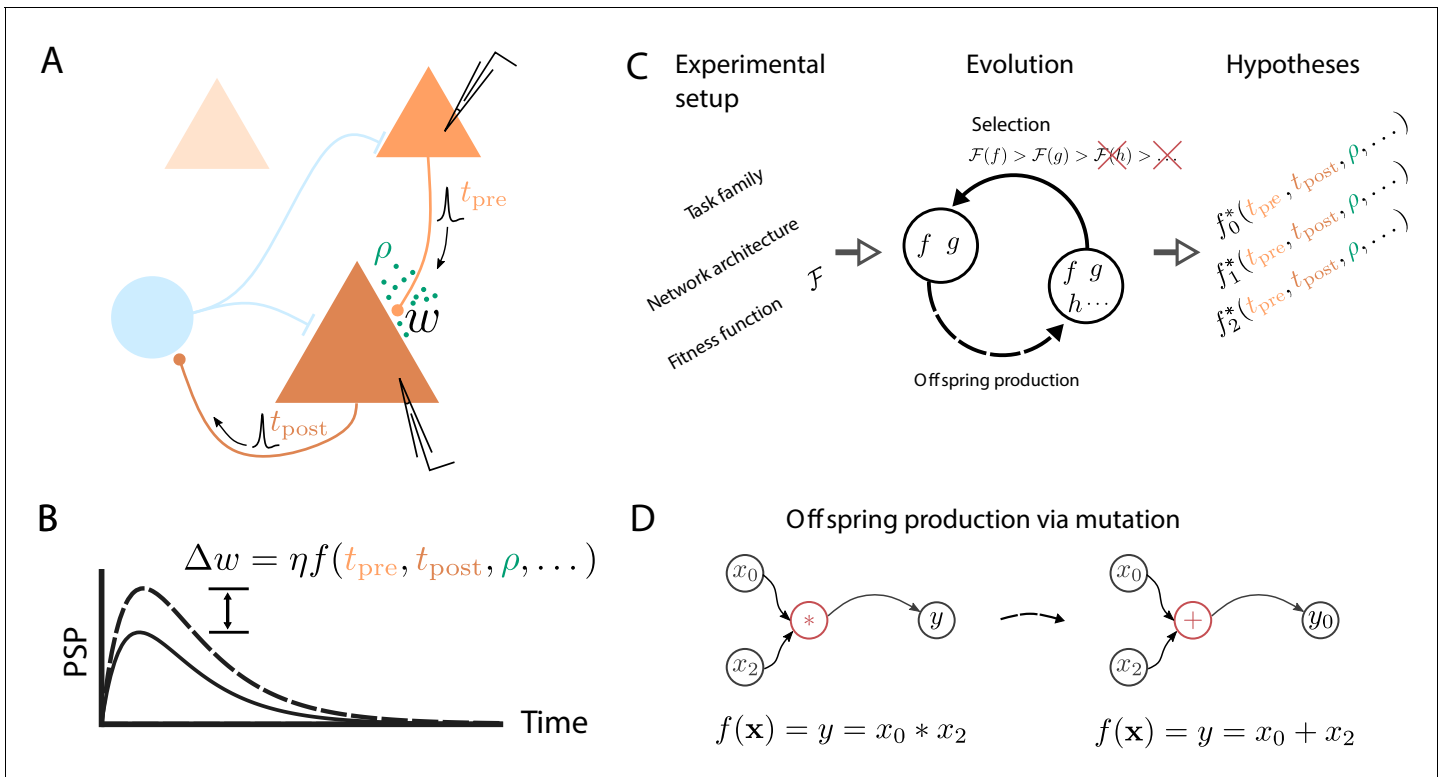 A
t_pre
ρ
w
t_post
B
Δw = ηf(t_pre, t_post, ρ, . . . )
PSP
Time
C
Experimental
setup
Evolution
Hypotheses
Task family
Network architecture
Fitness function
ℱ
Selection
ℱ(f) > ℱ(g) > ℱ(h) > ...
f g
f g
h ···
Offspring production
f*_0(t_pre, t_post, ρ, . . . )
f*_1(t_pre, t_post, ρ, . . . )
f*_2(t_pre, t_post, ρ, . . . )
D
Offspring production via mutation
x_0
*
y
x_2
f(𝐱) = y = x_0 * x_2
x_0
+
y_0
x_2
f(𝐱) = y = x_0 + x_2